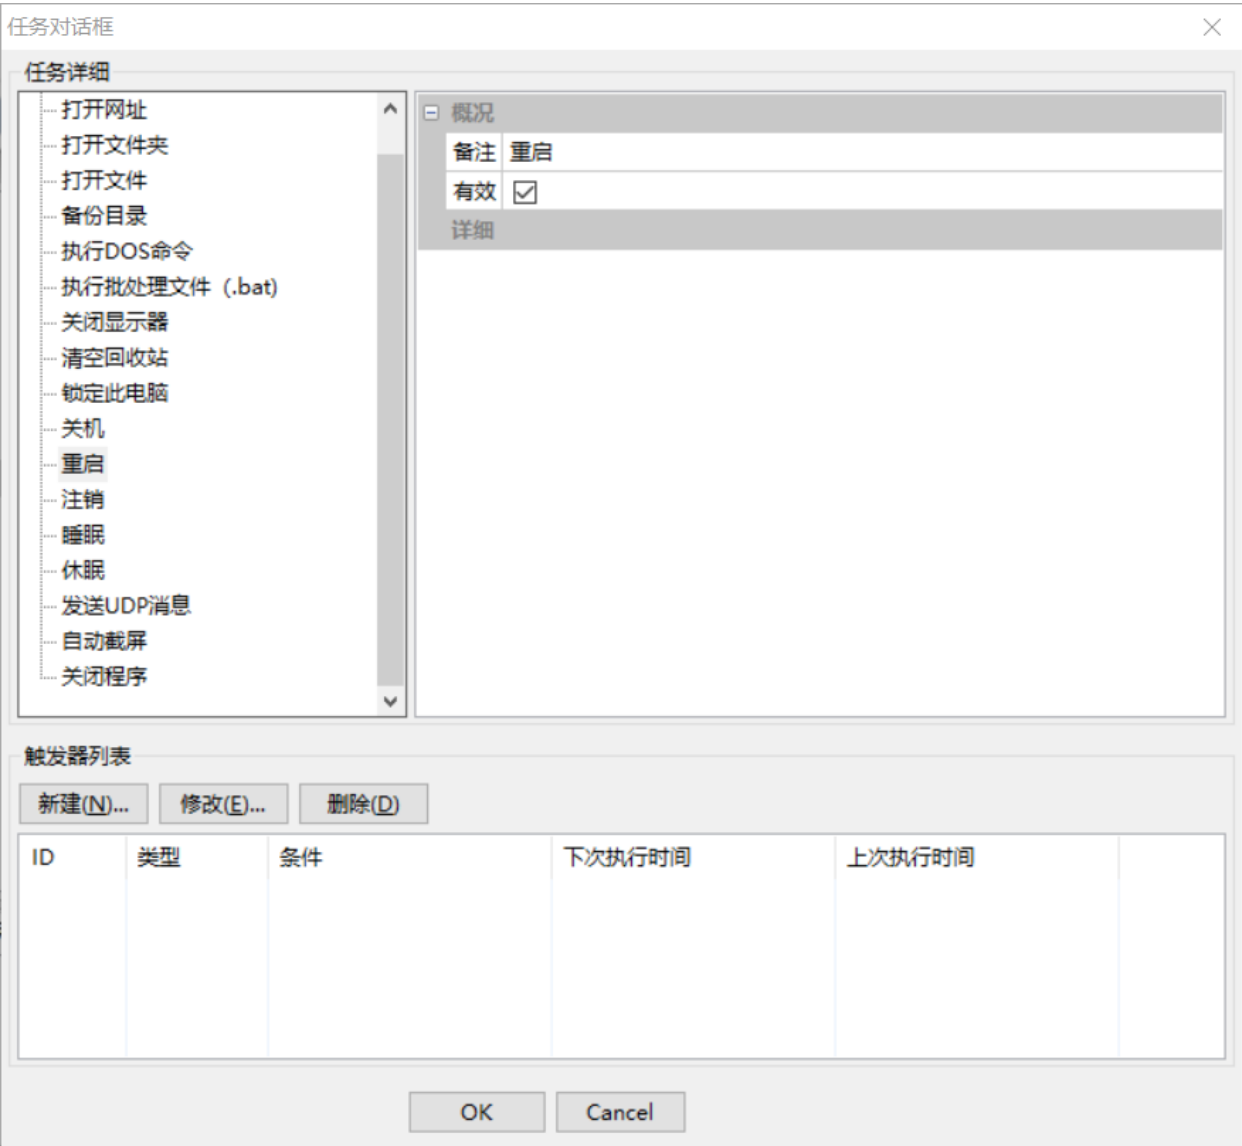 任务对话框
任务详细
打开网址
打开文件夹
打开文件
备份目录
执行DOS命令
执行批处理文件（.bat)
关闭显示器
清空回收站
锁定此电脑
关机
重启
注销
睡眠
休眠
发送UDP消息
自动截屏
关闭程序
概况
备注 重启
有效
详细
触发器列表
新建(N)... 修改(E)... 删除(D)
ID 类型 条件 下次执行时间 上次执行时间
OK Cancel